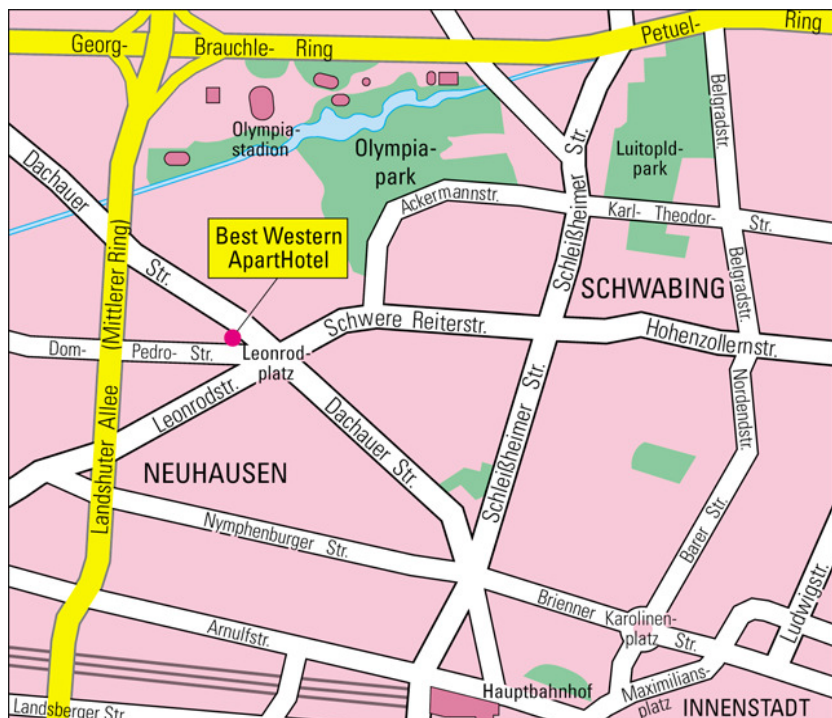 Georg- Brauchle- Ring
Petuel- Ring
Olympia-
stadion
Olympia-
park
Luitopld-
park
Belgradstr.
Dachauer Str.
Ackermannstr.
Schleißheimer Str.
Karl- Theodor- Str.
Best Western
ApartHotel
SCHWABING
Belgradstr.
Landshuter Allee (Mittlerer Ring)
Schwere Reiterstr.
Hohenzollernstr.
Dom- Pedro- Str.
Leonrod-
platz
Leonrodstr.
Dachauer Str.
Schleißheimer Str.
Nordendstr.
NEUHAUSEN
Nymphenburger Str.
Barer Str.
Brienner Str.
Karolinen-
platz
Ludwigstr.
Arnulfstr.
Hauptbahnhof
Maximilians-
platz
INNENSTADT
Landsberger Str.